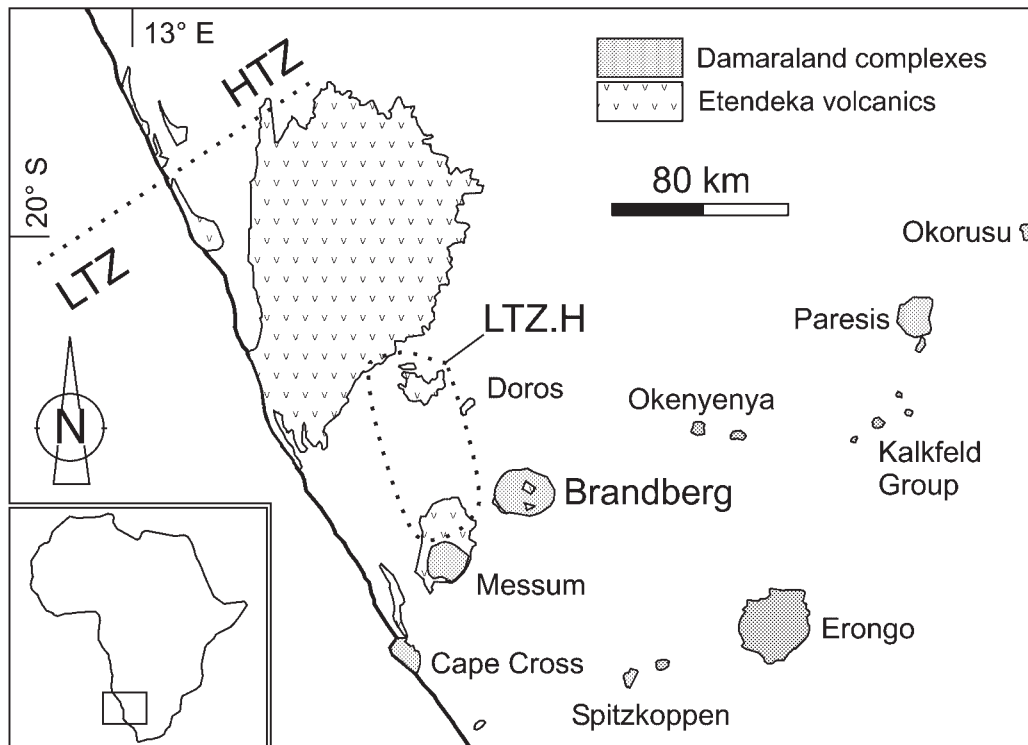 13° E
Damaraland complexes
Etendeka volcanics
HTZ
LTZ
20° S
80 km
Okorusu
Paresis
LTZ.H
Doros
Okenyenya
Kalkfeld
Group
N
Brandberg
Messum
Erongo
Cape Cross
Spitzkoppen